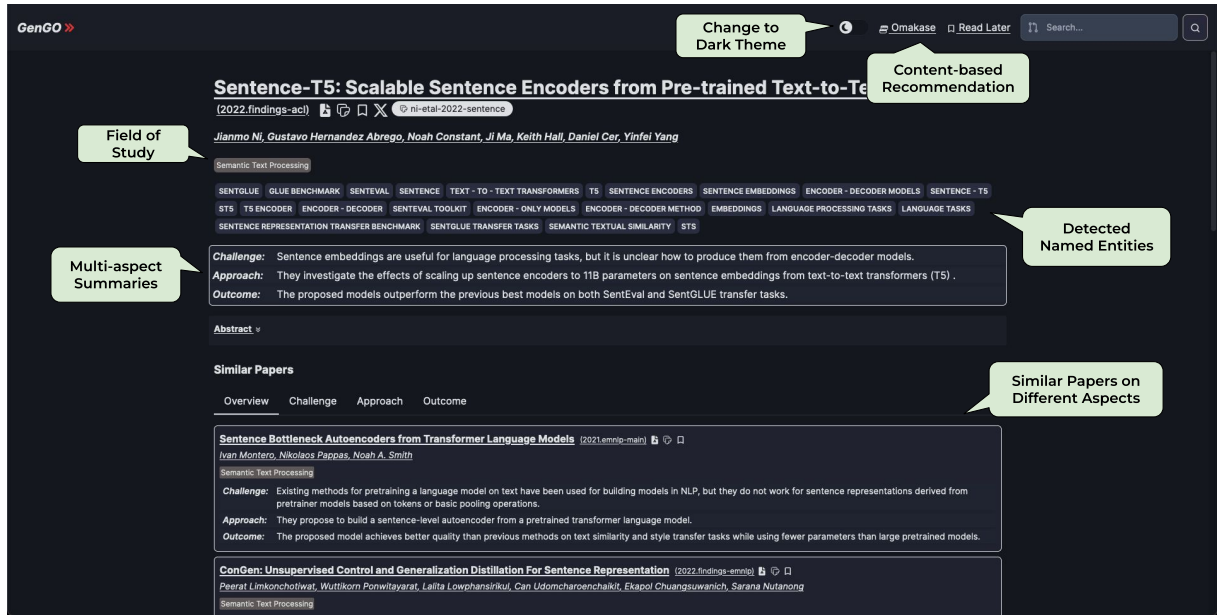 GenGO »
Change to
Dark Theme
Omakase
Read Later
Search...
Content-based
Recommendation
Sentence-T5: Scalable Sentence Encoders from Pre-trained Text-to-Te
(2022.findings-acl)
ni-etal-2022-sentence
Jianmo Ni, Gustavo Hernandez Abrego, Noah Constant, Ji Ma, Keith Hall, Daniel Cer, Yinfei Yang
Field of
Study
Semantic Text Processing
SENTGLUE GLUE BENCHMARK SENTEVAL SENTENCE TEXT - TO - TEXT TRANSFORMERS T5 SENTENCE ENCODERS SENTENCE EMBEDDINGS ENCODER - DECODER MODELS SENTENCE - T5
ST5 T5 ENCODER ENCODER - DECODER SENTEVAL TOOLKIT ENCODER - ONLY MODELS ENCODER - DECODER METHOD EMBEDDINGS LANGUAGE PROCESSING TASKS LANGUAGE TASKS
SENTENCE REPRESENTATION TRANSFER BENCHMARK SENTGLUE TRANSFER TASKS SEMANTIC TEXTUAL SIMILARITY STS
Detected
Named Entities
Multi-aspect
Summaries
Challenge: Sentence embeddings are useful for language processing tasks, but it is unclear how to produce them from encoder-decoder models.
Approach: They investigate the effects of scaling up sentence encoders to 11B parameters on sentence embeddings from text-to-text transformers (T5) .
Outcome: The proposed models outperform the previous best models on both SentEval and SentGLUE transfer tasks.
Abstract
Similar Papers
Similar Papers on
Different Aspects
Overview Challenge Approach Outcome
Sentence Bottleneck Autoencoders from Transformer Language Models (2021.emnlp-main)
Ivan Montero, Nikolaos Pappas, Noah A. Smith
Semantic Text Processing
Challenge: Existing methods for pretraining a language model on text have been used for building models in NLP, but they do not work for sentence representations derived from
pretrainer models based on tokens or basic pooling operations.
Approach: They propose to build a sentence-level autoencoder from a pretrained transformer language model.
Outcome: The proposed model achieves better quality than previous methods on text similarity and style transfer tasks while using fewer parameters than large pretrained models.
ConGen: Unsupervised Control and Generalization Distillation For Sentence Representation (2022.findings-emnlp)
Peerat Limkonchotiwat, Wuttikorn Ponwitayarat, Lalita Lowphansirikul, Can Udomcharoenchaikit, Ekapol Chuangsuwanich, Sarana Nutanong
Semantic Text Processing